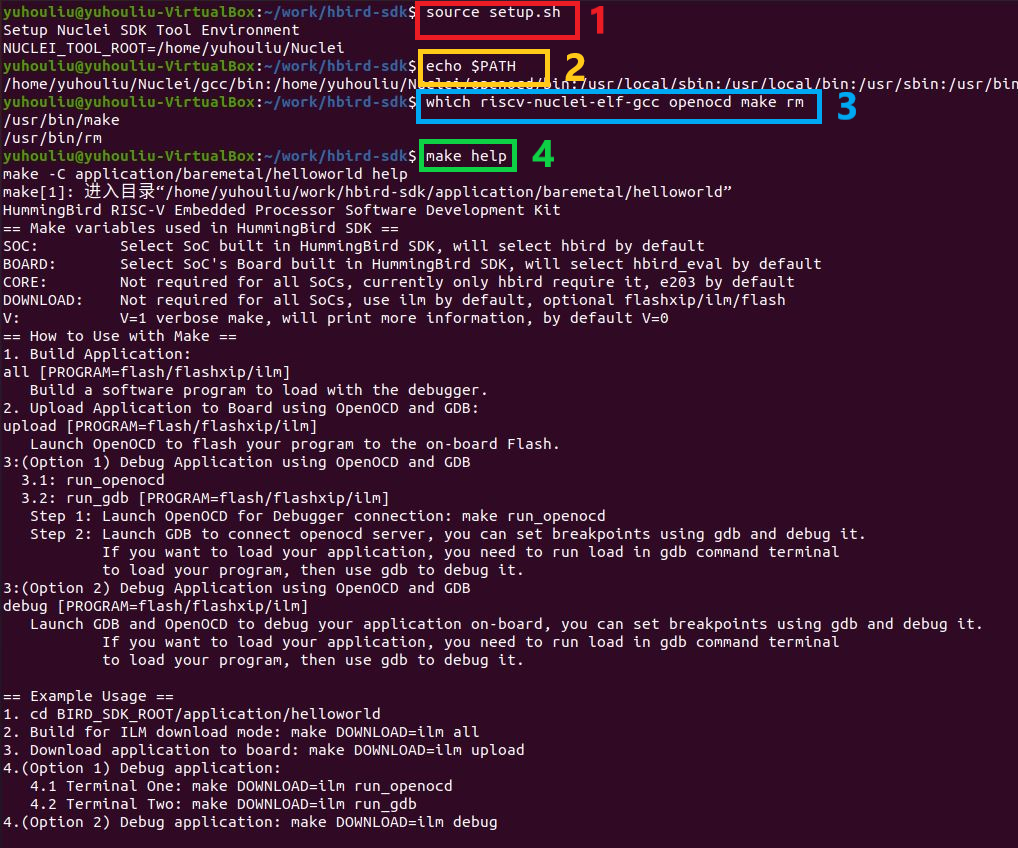 yuhouliu@yuhouliu-VirtualBox:~/work/hbird-sdk$ source setup.sh 1
Setup Nuclei SDK Tool Environment
NUCLEI_TOOL_ROOT=/home/yuhouliu/Nuclei
yuhouliu@yuhouliu-VirtualBox:~/work/hbird-sdk$ echo $PATH 2
/home/yuhouliu/Nuclei/gcc/bin:/home/yuhouliu/Nuclei/openocd/bin:/usr/local/sbin:/usr/local/bin:/usr/sbin:/usr/bin
yuhouliu@yuhouliu-VirtualBox:~/work/hbird-sdk$ which riscv-nuclei-elf-gcc openocd make rm 3
/usr/bin/make
/usr/bin/rm
yuhouliu@yuhouliu-VirtualBox:~/work/hbird-sdk$ make help 4
make -C application/baremetal/helloworld help
make[1]: 进入目录“/home/yuhouliu/work/hbird-sdk/application/baremetal/helloworld”
HummingBird RISC-V Embedded Processor Software Development Kit
== Make variables used in HummingBird SDK ==
SOC:         Select SoC built in HummingBird SDK, will select hbird by default
BOARD:       Select SoC's Board built in HummingBird SDK, will select hbird_eval by default
CORE:        Not required for all SoCs, currently only hbird require it, e203 by default
DOWNLOAD:    Not required for all SoCs, use ilm by default, optional flashxip/ilm/flash
V:           V=1 verbose make, will print more information, by default V=0
== How to Use with Make ==
1. Build Application:
all [PROGRAM=flash/flashxip/ilm]
   Build a software program to load with the debugger.
2. Upload Application to Board using OpenOCD and GDB:
upload [PROGRAM=flash/flashxip/ilm]
   Launch OpenOCD to flash your program to the on-board Flash.
3:(Option 1) Debug Application using OpenOCD and GDB
  3.1: run_openocd
  3.2: run_gdb [PROGRAM=flash/flashxip/ilm]
   Step 1: Launch OpenOCD for Debugger connection: make run_openocd
   Step 2: Launch GDB to connect openocd server, you can set breakpoints using gdb and debug it.
           If you want to load your application, you need to run load in gdb command terminal
           to load your program, then use gdb to debug it.
3:(Option 2) Debug Application using OpenOCD and GDB
debug [PROGRAM=flash/flashxip/ilm]
   Launch GDB and OpenOCD to debug your application on-board, you can set breakpoints using gdb and debug it.
           If you want to load your application, you need to run load in gdb command terminal
           to load your program, then use gdb to debug it.
== Example Usage ==
1. cd BIRD_SDK_ROOT/application/helloworld
2. Build for ILM download mode: make DOWNLOAD=ilm all
3. Download application to board: make DOWNLOAD=ilm upload
4.(Option 1) Debug application:
   4.1 Terminal One: make DOWNLOAD=ilm run_openocd
   4.2 Terminal Two: make DOWNLOAD=ilm run_gdb
4.(Option 2) Debug application: make DOWNLOAD=ilm debug